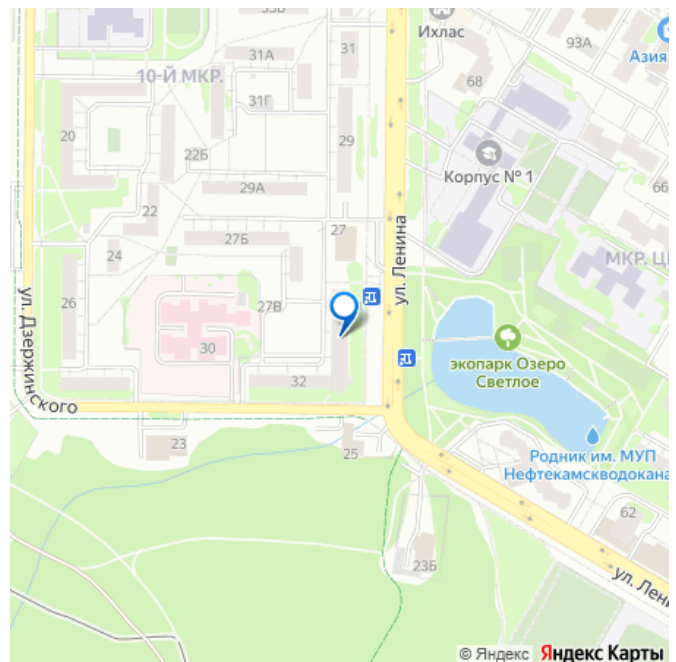 33В
Ихлас
93А
Азия
31А
31
10-Й МКР.
68
31Г
20
29
22Б
Корпус № 1
29А
66
22
ул. Ленина
27
27Б
МКР. Ц
24
26
27В
ул. Дзержинского
30
экопарк Озеро
Светлое
32
23
25
Родник им. МУП
Нефтекамскводокана
62
23Б
ул. Лени
© Яндекс Яндекс Карты